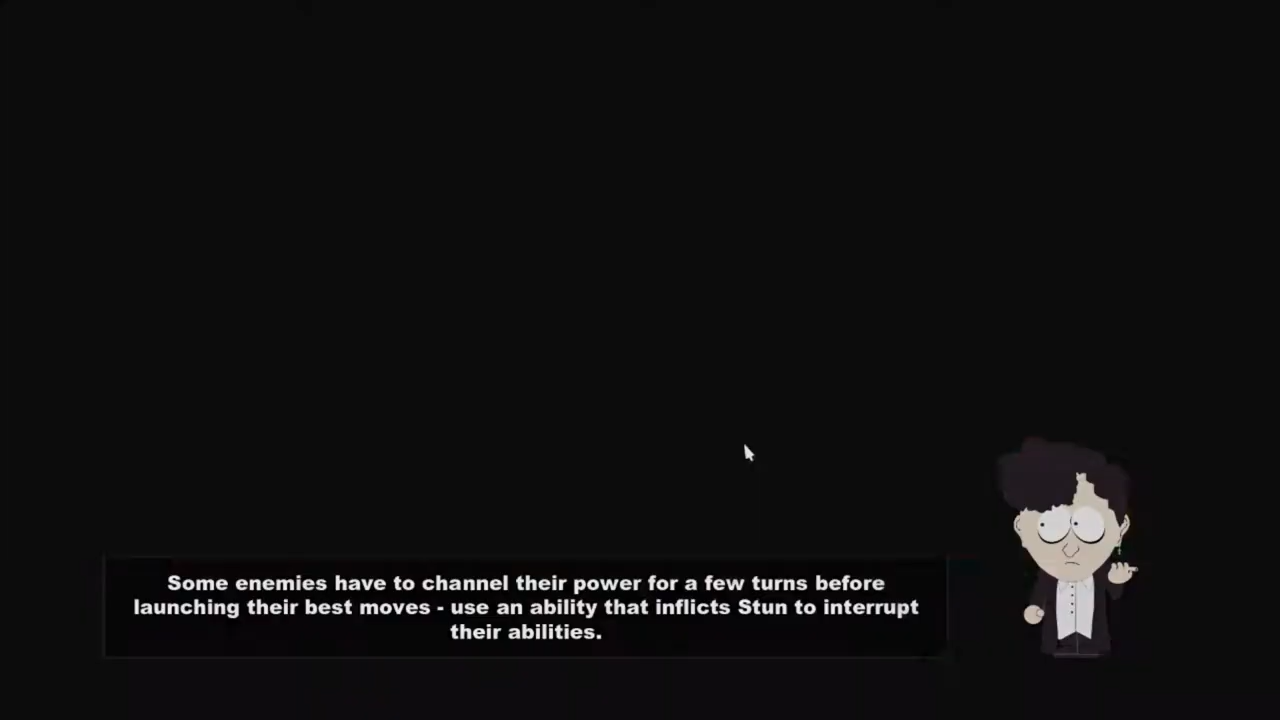 Some enemies have to channel their power for a few turns before
launching their best moves - use an ability that inflicts Stun to interrupt
their abilities.